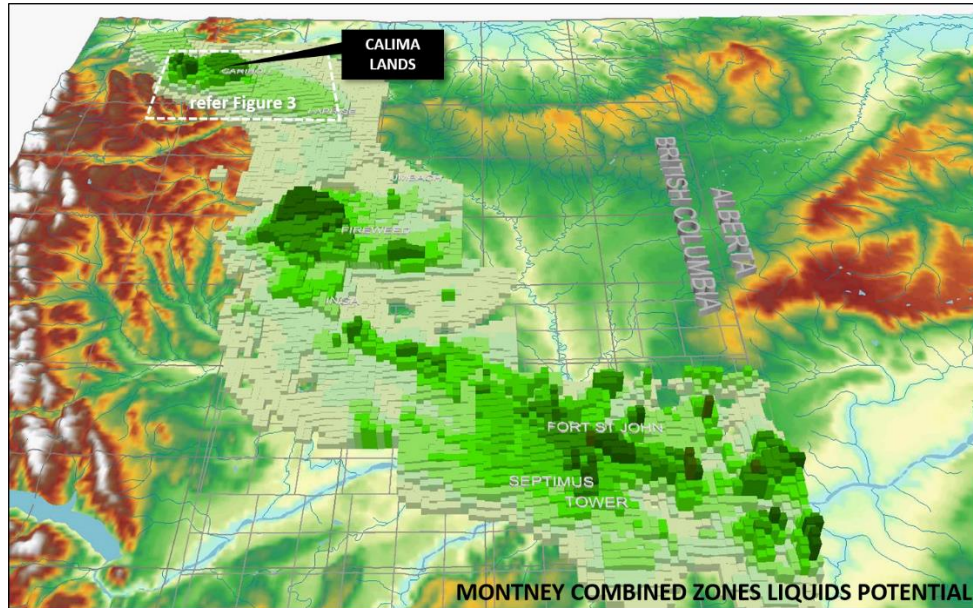 CALIMA
LANDS
refer Figure 3
BRITISH COLUMBIA
ALBERTA
FIREWEED
INGA
FORT ST JOHN
SEPTIMUS
TOWER
MONTNEY COMBINED ZONES LIQUIDS POTENTIAL